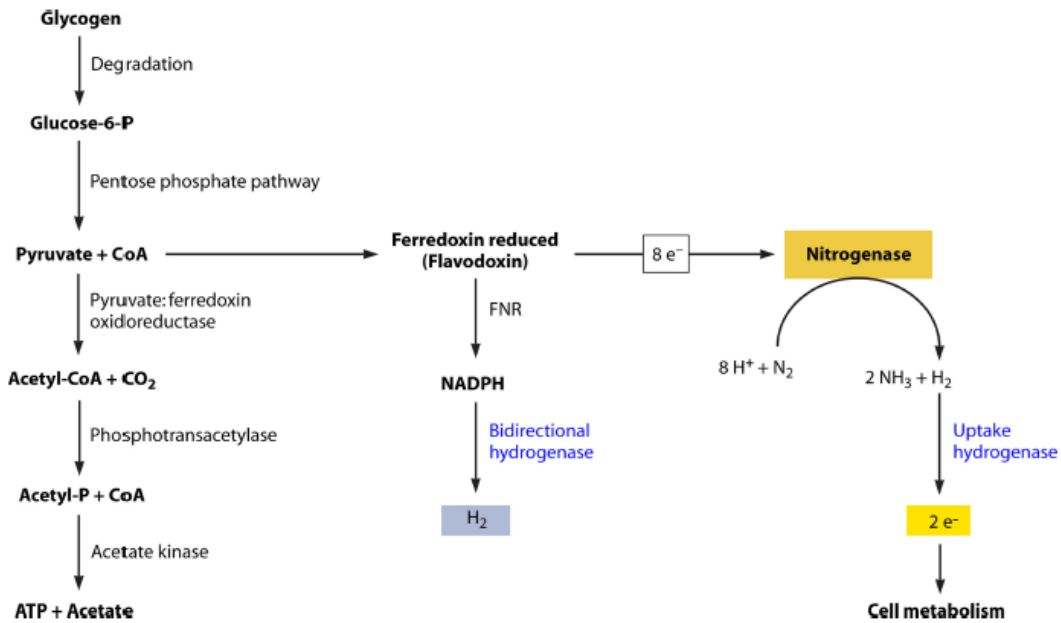 Glycogen
Degradation
Glucose-6-P
Pentose phosphate pathway
Pyruvate + CoA
Ferredoxin reduced
(Flavodoxin)
8 e⁻
Nitrogenase
Pyruvate: ferredoxin
oxidoreductase
FNR
8 H⁺ + N₂
2 NH₃ + H₂
Acetyl-CoA + CO₂
NADPH
Phosphotransacetylase
Bidirectional
hydrogenase
Uptake
hydrogenase
Acetyl-P + CoA
H₂
2 e⁻
Acetate kinase
ATP + Acetate
Cell metabolism